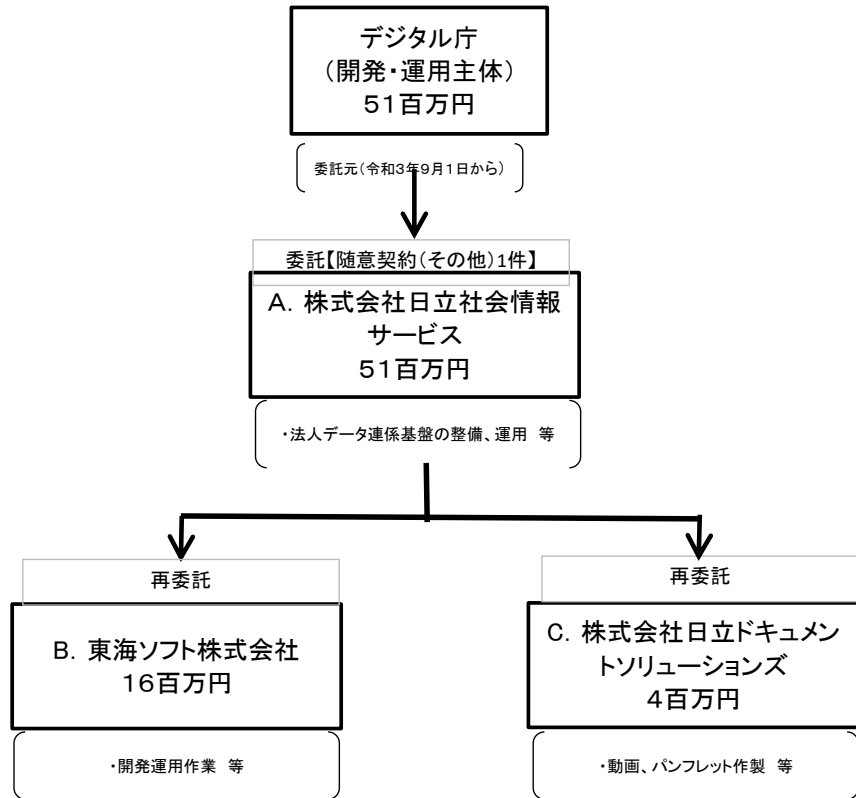 デジタル庁
（開発・運用主体）
５１百万円
委託元（令和３年９月１日から）
委託【随意契約（その他）1件】
Ａ．株式会社日立社会情報
サービス
５１百万円
・法人データ連係基盤の整備、運用　等
再委託
Ｂ．東海ソフト株式会社
１６百万円
・開発運用作業　等
再委託
Ｃ．株式会社日立ドキュメン
トソリューションズ
４百万円
・動画、パンフレット作製　等